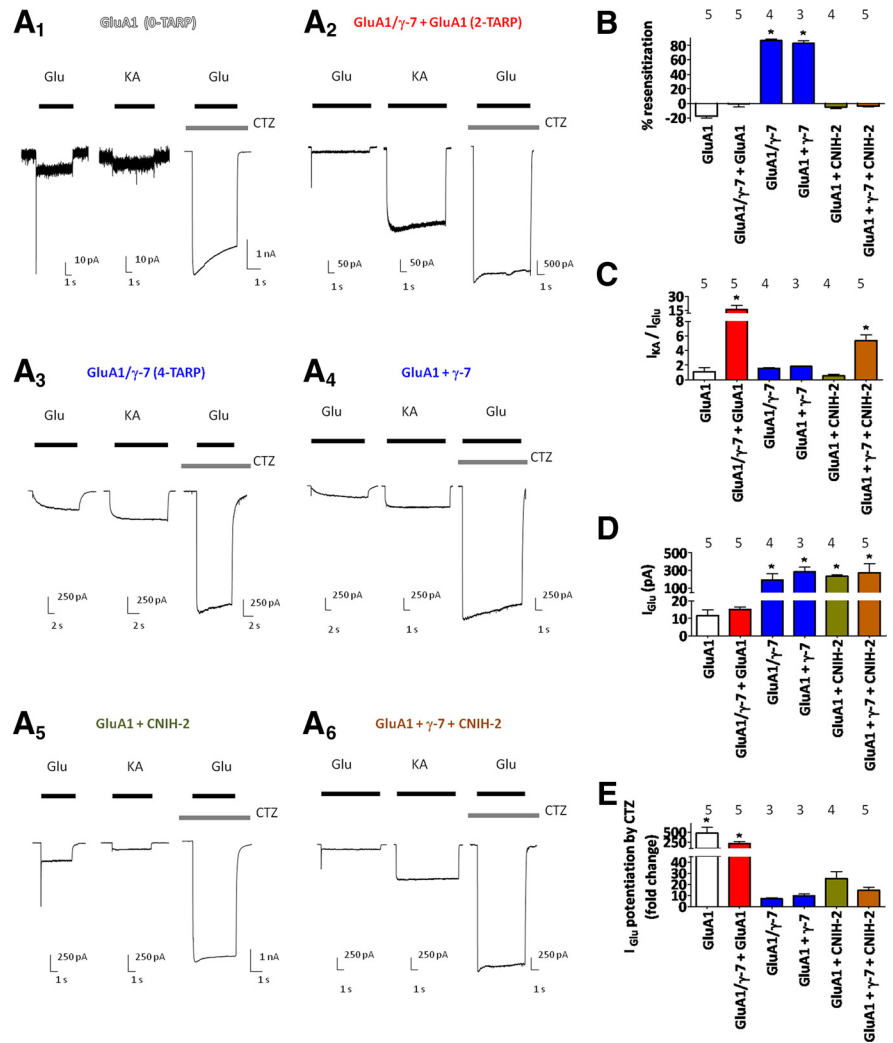 A1
GluA1 (0-TARP)
Glu
KA
Glu
CTZ
10 pA
1 s
10 pA
1 s
1 nA
1 s
A2
GluA1/γ-7 + GluA1 (2-TARP)
Glu
KA
Glu
50 pA
1 s
50 pA
1 s
500 pA
1 s
A3
GluA1/γ-7 (4-TARP)
Glu
KA
Glu
CTZ
250 pA
2 s
250 pA
2 s
250 pA
2 s
A4
GluA1 + γ-7
Glu
KA
Glu
CTZ
250 pA
2 s
250 pA
1 s
250 pA
1 s
A5
GluA1 + CNIH-2
Glu
KA
Glu
CTZ
250 pA
1 s
250 pA
1 s
1 nA
1 s
A6
GluA1 + γ-7 + CNIH-2
Glu
KA
Glu
CTZ
250 pA
1 s
250 pA
1 s
250 pA
1 s
B
5 5 4 3 4 5
% resensitization
80
60
40
20
0
-20
* *
GluA1
GluA1/γ-7 + GluA1
GluA1/γ-7
GluA1 + γ-7
GluA1 + CNIH-2
GluA1 + γ-7 + CNIH-2
C
5 5 4 3 4 5
IKA / IGlu
30
15
8
6
4
2
0
* *
GluA1
GluA1/γ-7 + GluA1
GluA1/γ-7
GluA1 + γ-7
GluA1 + CNIH-2
GluA1 + γ-7 + CNIH-2
D
5 5 4 3 4 5
IGlu (pA)
500
300
100
20
10
0
* * * *
GluA1
GluA1/γ-7 + GluA1
GluA1/γ-7
GluA1 + γ-7
GluA1 + CNIH-2
GluA1 + γ-7 + CNIH-2
E
5 5 3 3 4 5
IGlu potentiation by CTZ
(fold change)
500
250
40
30
20
10
0
* *
GluA1
GluA1/γ-7 + GluA1
GluA1/γ-7
GluA1 + γ-7
GluA1 + CNIH-2
GluA1 + γ-7 + CNIH-2